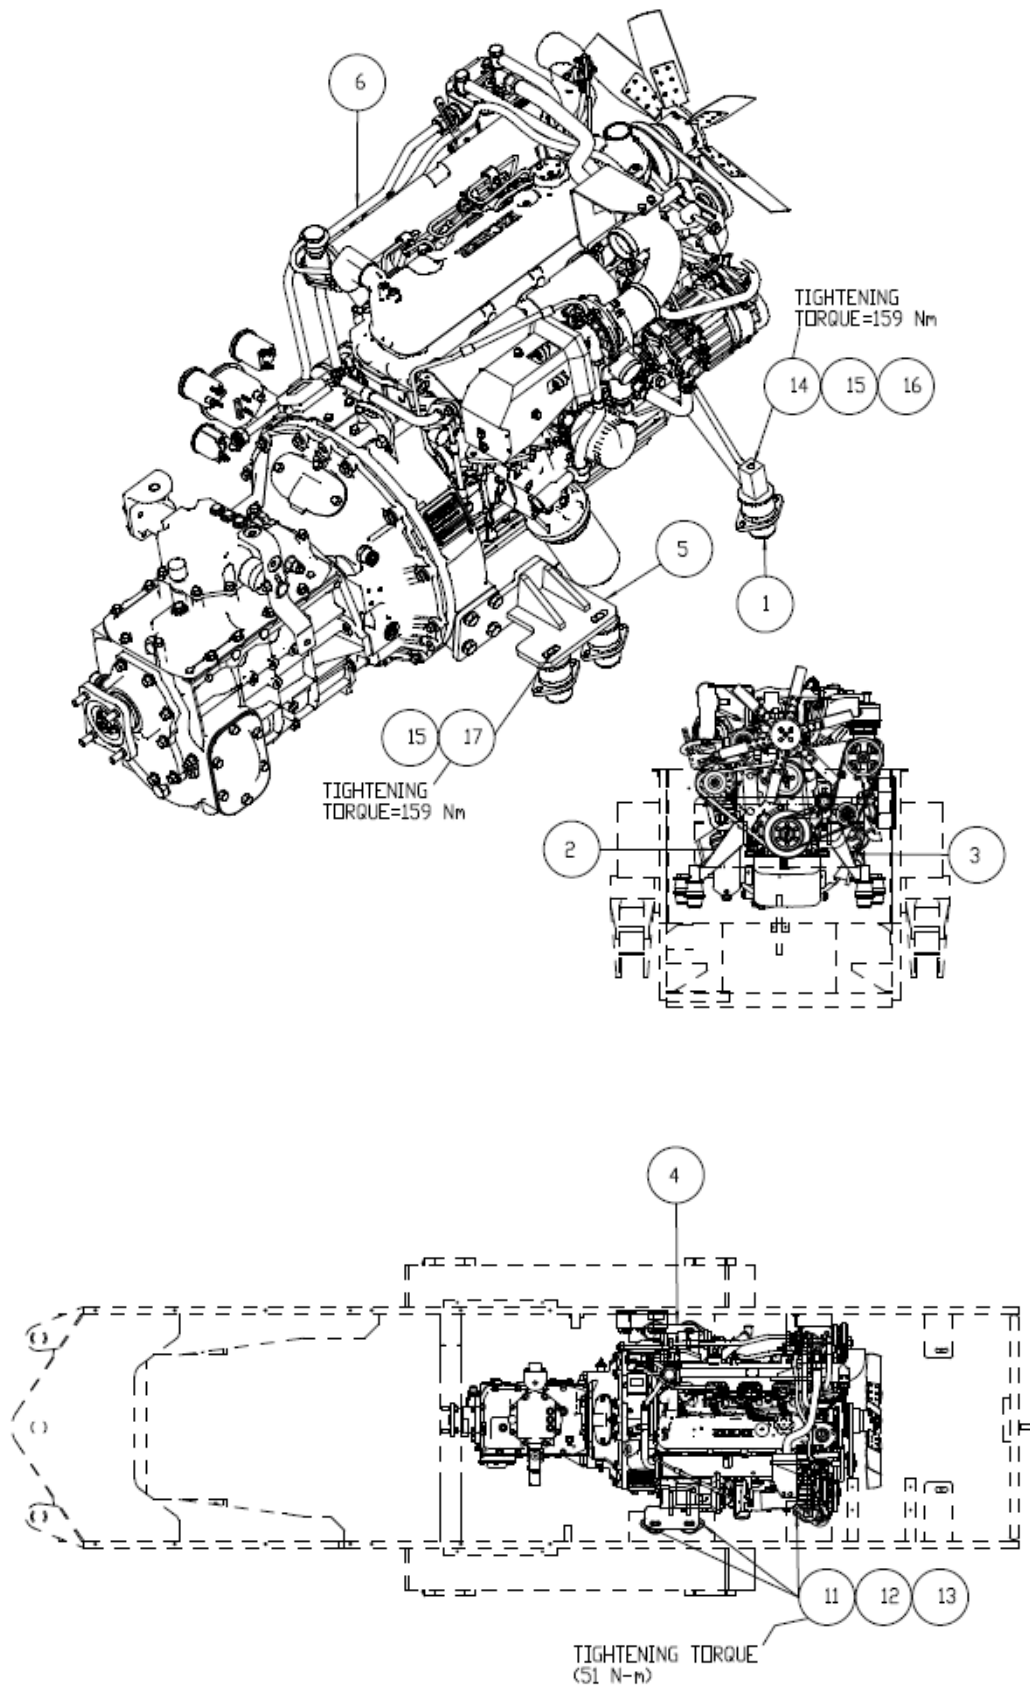 6
TIGHTENING
TORQUE=159 Nm
14 15 16
5
1
15 17
TIGHTENING
TORQUE=159 Nm
2
3
4
11 12 13
TIGHTENING TORQUE
(51 N-m)